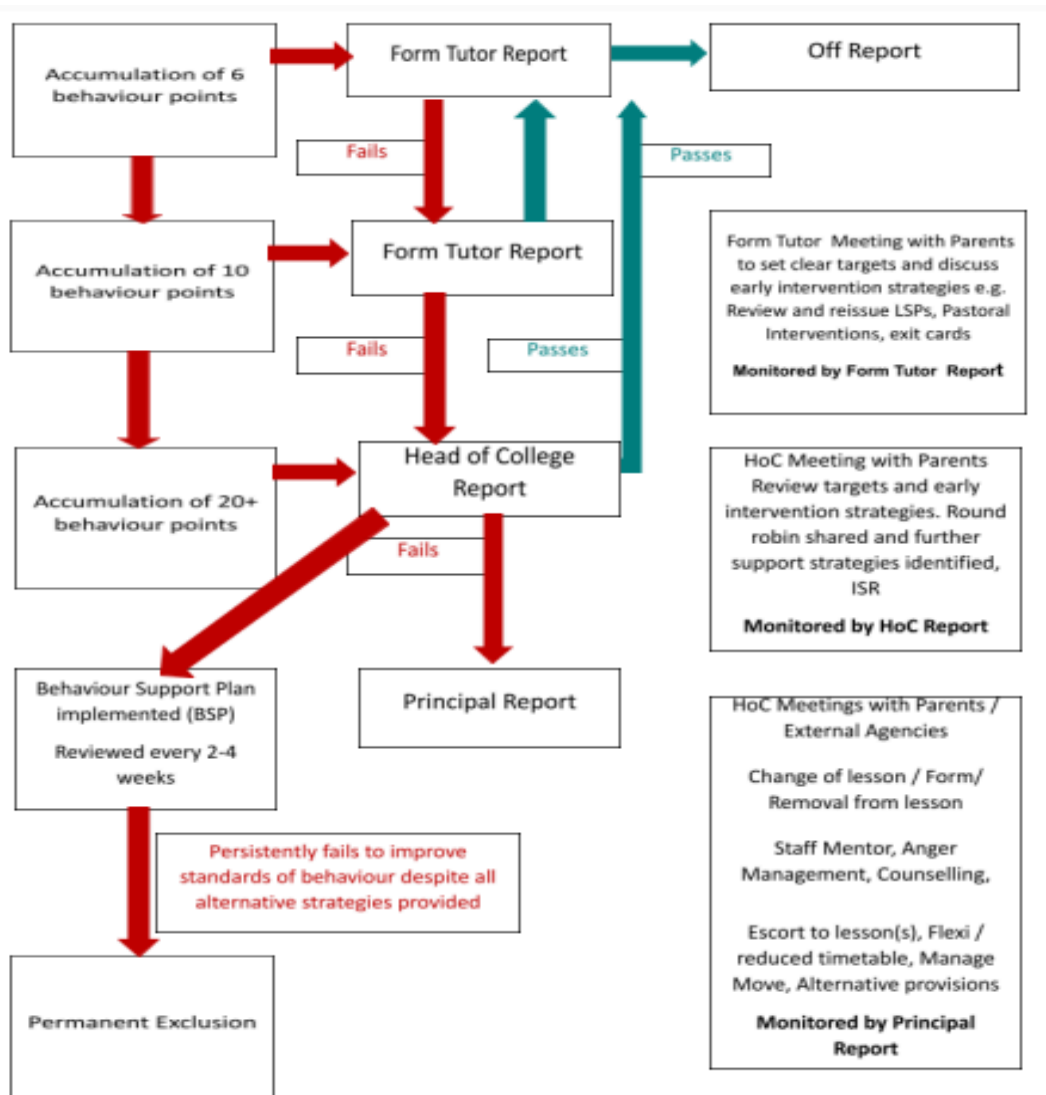 Accumulation of 6
behaviour points
Form Tutor Report
Off Report
Fails
Passes
Accumulation of 10
behaviour points
Form Tutor Report
Form Tutor Meeting with Parents
to set clear targets and discuss
early intervention strategies e.g.
Review and reissue LSPs, Pastoral
Interventions, exit cards
Monitored by Form Tutor Report
Fails
Passes
Accumulation of 20+
behaviour points
Head of College
Report
HoC Meeting with Parents
Review targets and early
intervention strategies. Round
robin shared and further
support strategies identified,
ISR
Monitored by HoC Report
Fails
Behaviour Support Plan
implemented (BSP)
Reviewed every 2-4
weeks
Principal Report
HoC Meetings with Parents /
External Agencies
Change of lesson / Form/
Removal from lesson
Staff Mentor, Anger
Management, Counselling,
Escort to lesson(s), Flexi /
reduced timetable, Manage
Move, Alternative provisions
Monitored by Principal
Report
Persistently fails to improve
standards of behaviour despite all
alternative strategies provided
Permanent Exclusion